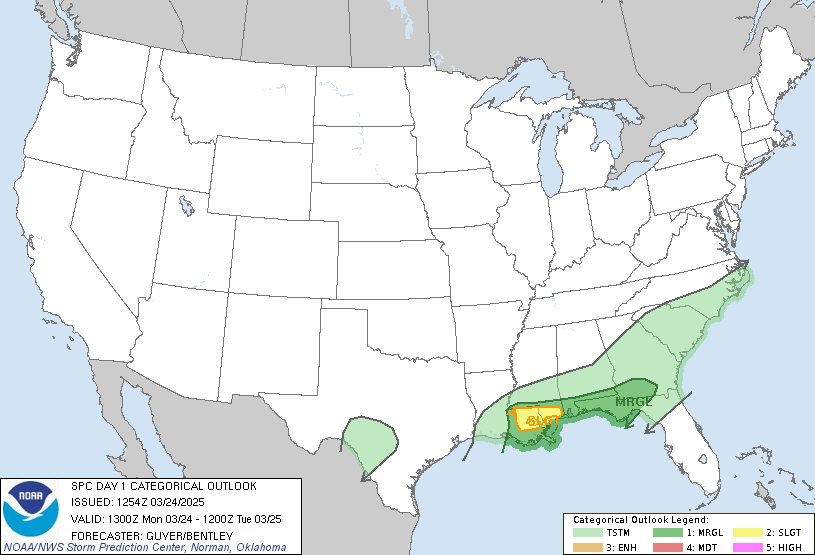 MRGL
SLGT
NOAA
SPC DAY 1 CATEGORICAL OUTLOOK
ISSUED: 1254Z 03/24/2025
VALID: 1300Z Mon 03/24 - 1200Z Tue 03/25
FORECASTER: GUYER/BENTLEY
NOAA/NWS Storm Prediction Center, Norman, Oklahoma
Categorical Outlook Legend:
TSTM 1: MRGL 2: SLGT
3: ENH 4: MDT 5: HIGH